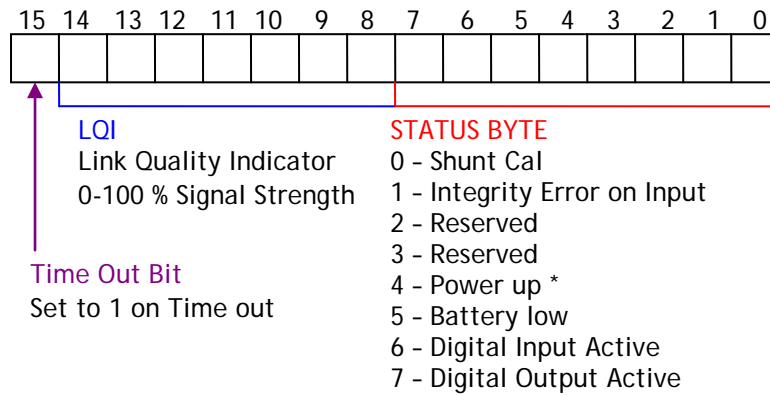 15 14 13 12 11 10 9 8 7 6 5 4 3 2 1 0
LQI
Link Quality Indicator
0-100 % Signal Strength
Time Out Bit
Set to 1 on Time out
STATUS BYTE
0 – Shunt Cal
1 – Integrity Error on Input
2 – Reserved
3 – Reserved
4 – Power up *
5 – Battery low
6 – Digital Input Active
7 – Digital Output Active